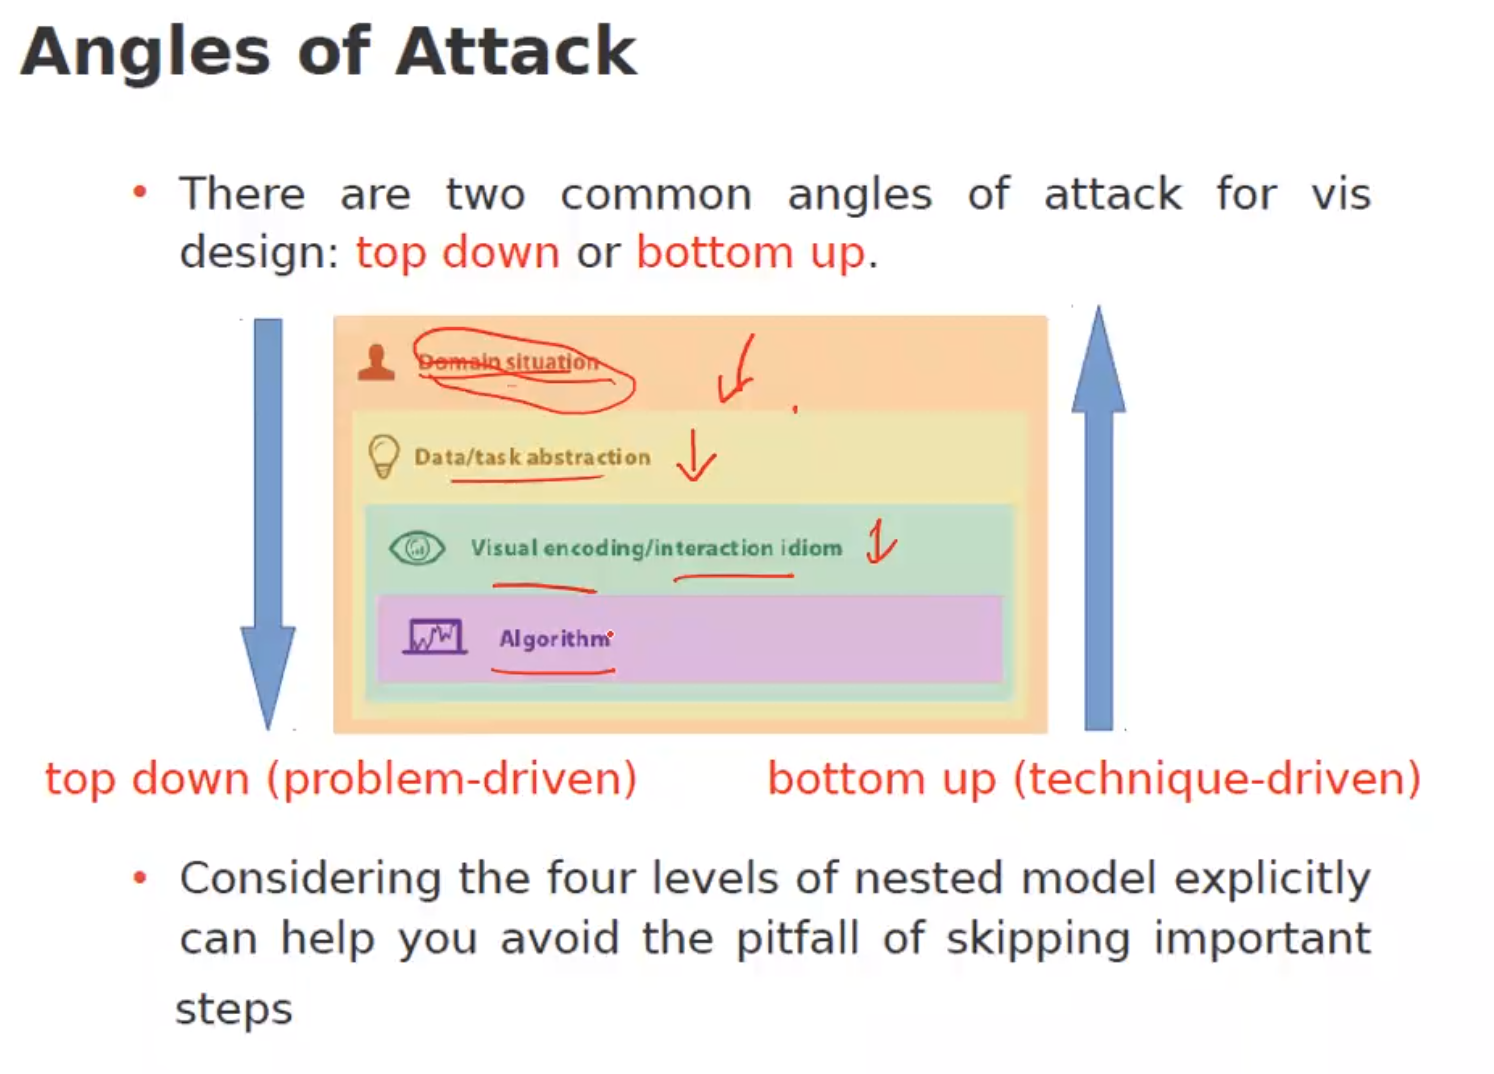 Angles of Attack
• There are two common angles of attack for vis
design: top down or bottom up.
Domain situation
Data/task abstraction
Visual encoding/interaction idiom
Algorithm
top down (problem-driven)
bottom up (technique-driven)
• Considering the four levels of nested model explicitly
can help you avoid the pitfall of skipping important
steps